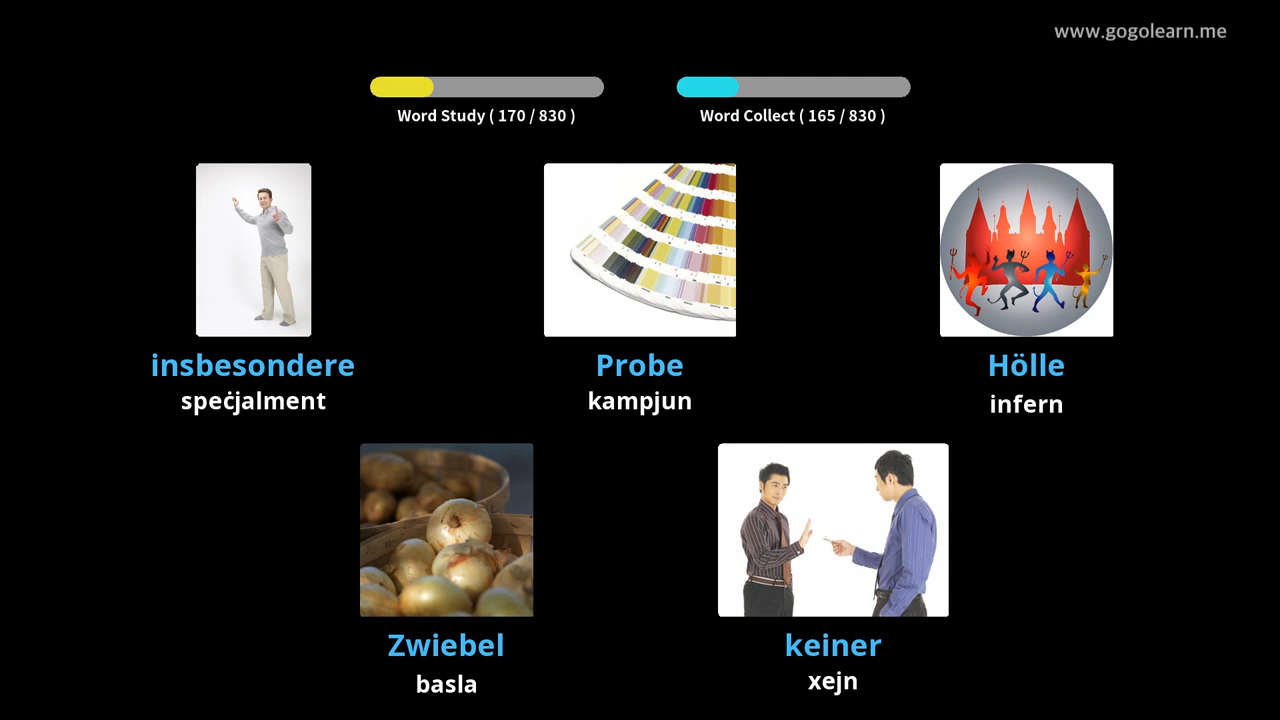 www.gogolearn.me
Word Study ( 170 / 830 )
Word Collect ( 165 / 830 )
insbesondere
speċjalment
Probe
kampjun
Hölle
infern
Zwiebel
basla
keiner
xejn